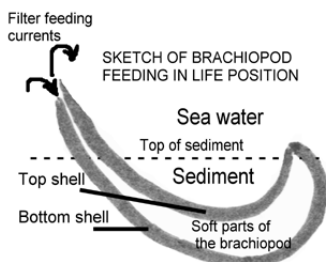 Filter feeding
currents
SKETCH OF BRACHIOPOD
FEEDING IN LIFE POSITION
Sea water
Top of sediment
Sediment
Top shell
Bottom shell
Soft parts of
the brachiopod